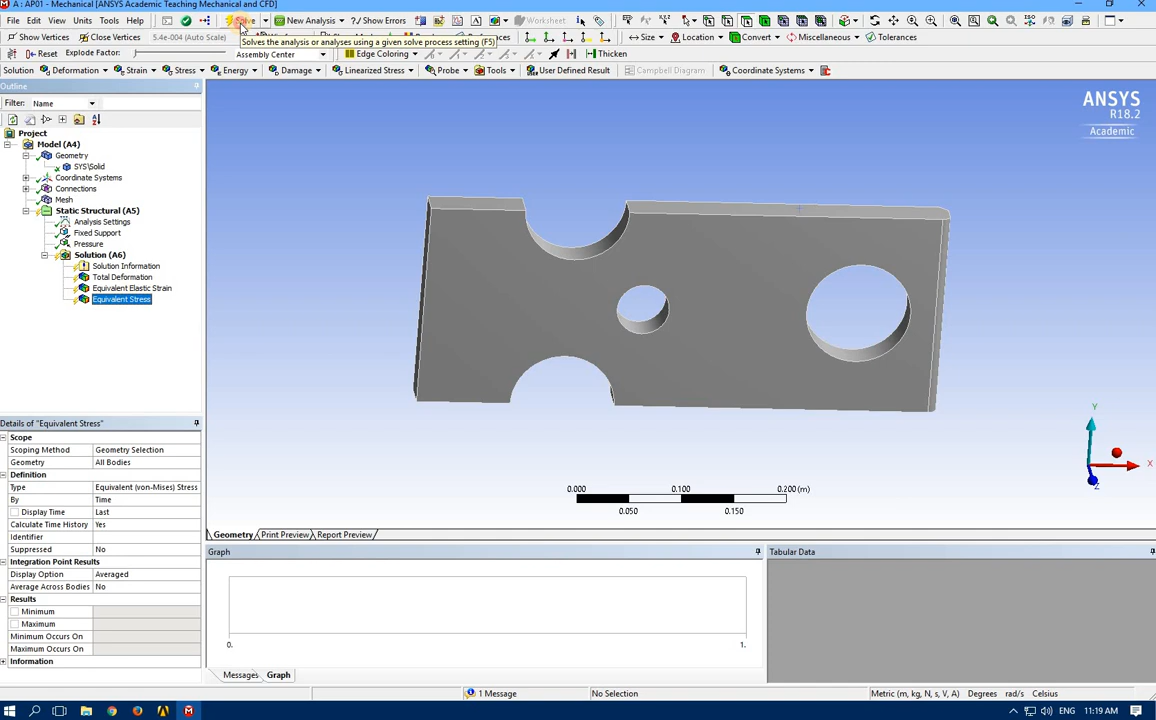 A : AP01 - Mechanical [ANSYS Academic Teaching Mechanical and CFD]
File Edit View Units Tools Help Solve New Analysis ?/ Show Errors Worksheet
Show Vertices Close Vertices 5.4e-004 (Auto Scale) Size Location Convert Miscellaneous Tolerances
Solves the analysis or analyses using a given solve process setting (F5)
Reset Explode Factor: Assembly Center Edge Coloring Thicken
Solution Deformation Strain Stress Energy Damage Linearized Stress Probe Tools User Defined Result Campbell Diagram Coordinate Systems
Outline
Filter: Name
Project
Model (A4)
Geometry
SYS\Solid
Coordinate Systems
Connections
Mesh
Static Structural (A5)
Analysis Settings
Fixed Support
Pressure
Solution (A6)
Solution Information
Total Deformation
Equivalent Elastic Strain
Equivalent Stress
ANSYS
R18.2
Academic
Y
X
Z
0.000 0.100 0.200 (m)
0.050 0.150
Details of "Equivalent Stress"
Scope
Scoping Method Geometry Selection
Geometry All Bodies
Definition
Type Equivalent (von-Mises) Stress
By Time
Display Time Last
Calculate Time History Yes
Identifier
Suppressed No
Integration Point Results
Display Option Averaged
Average Across Bodies No
Results
Minimum
Maximum
Minimum Occurs On
Maximum Occurs On
Information
Geometry Print Preview Report Preview
Graph
Tabular Data
0. 1.
Messages Graph
1 Message No Selection Metric (m, kg, N, s, V, A) Degrees rad/s Celsius
ENG 11:19 AM